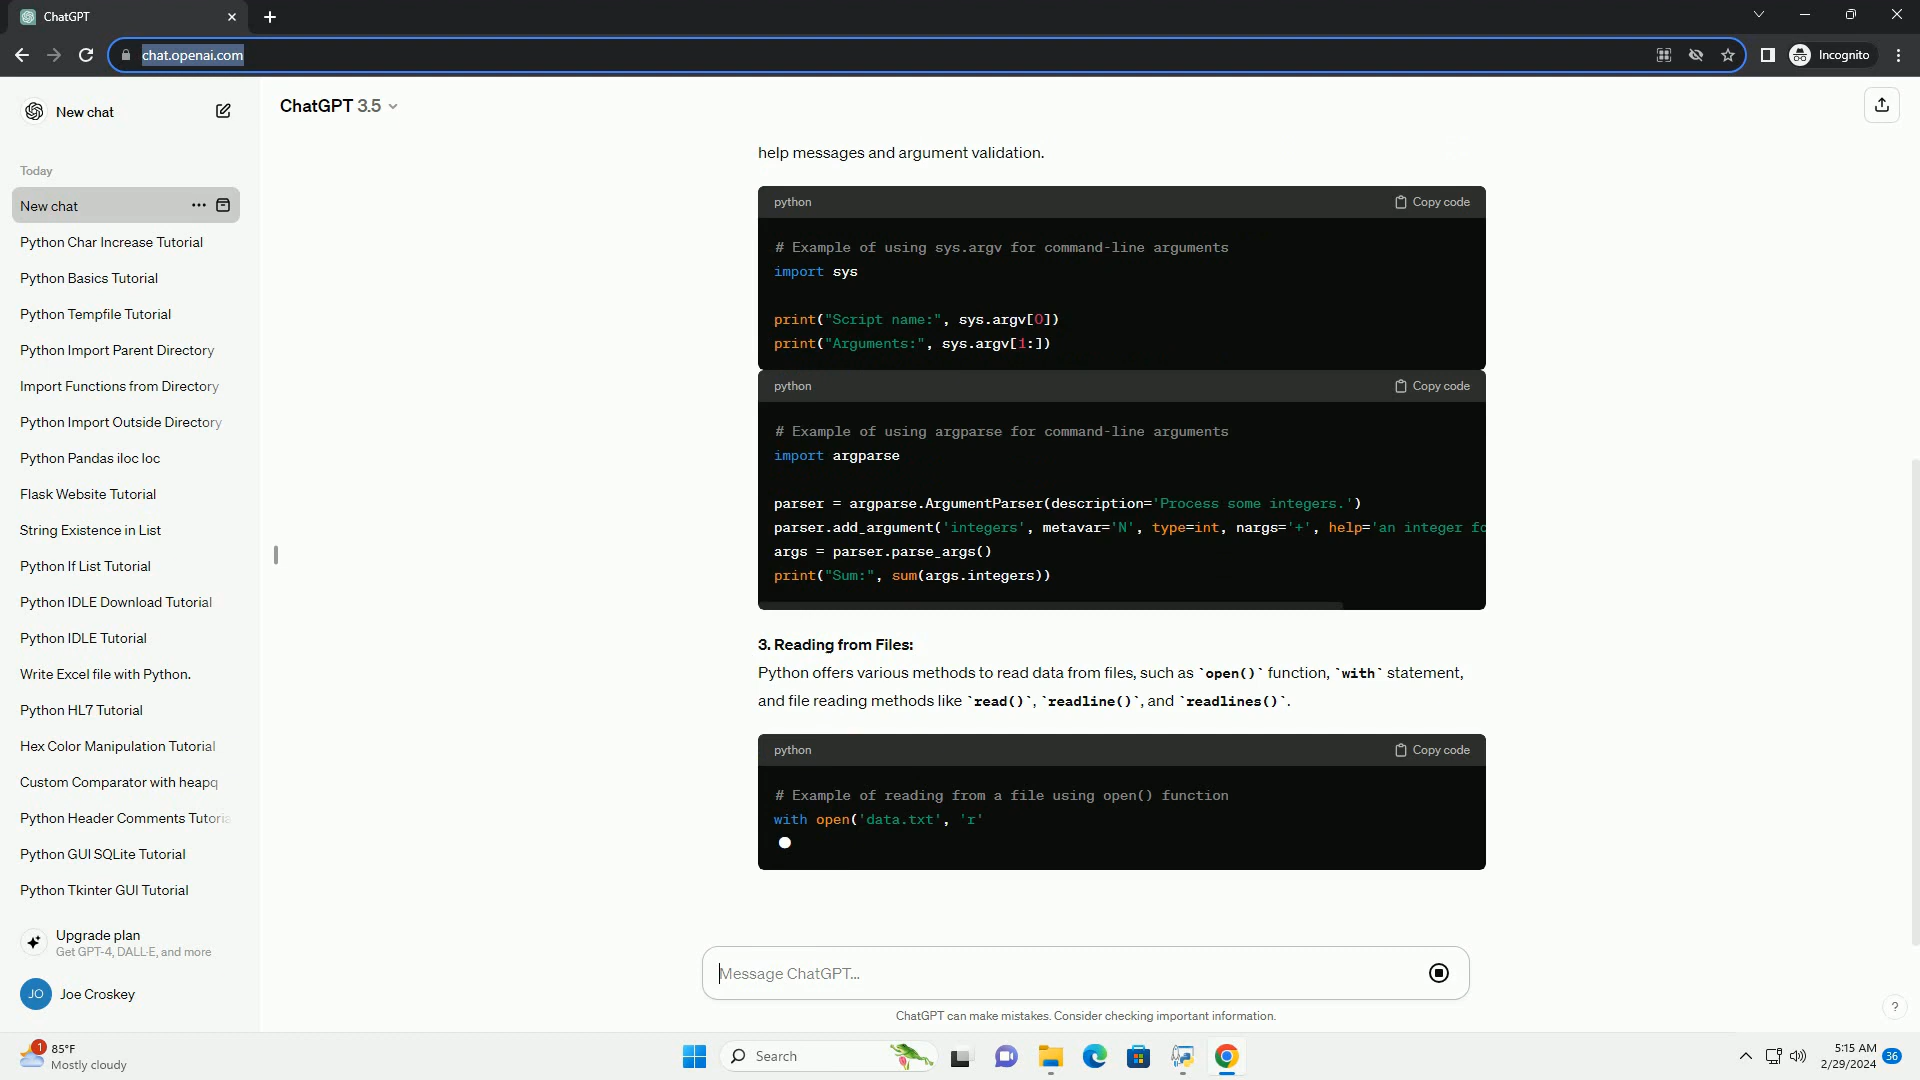 ChatGPT
chat.openai.com
Incognito
New chat
ChatGPT 3.5
Today
New chat
Python Char Increase Tutorial
Python Basics Tutorial
Python Tempfile Tutorial
Python Import Parent Directory
Import Functions from Directory
Python Import Outside Directory
Python Pandas iloc loc
Flask Website Tutorial
String Existence in List
Python If List Tutorial
Python IDLE Download Tutorial
Python IDLE Tutorial
Write Excel file with Python.
Python HL7 Tutorial
Hex Color Manipulation Tutorial
Custom Comparator with heapq
Python Header Comments Tutoria
Python GUI SQLite Tutorial
Python Tkinter GUI Tutorial
Upgrade plan
Get GPT-4, DALL·E, and more
JO Joe Croskey
help messages and argument validation.
python Copy code
# Example of using sys.argv for command-line arguments
import sys
print("Script name:", sys.argv[0])
print("Arguments:", sys.argv[1:])
python Copy code
# Example of using argparse for command-line arguments
import argparse
parser = argparse.ArgumentParser(description='Process some integers.')
parser.add_argument('integers', metavar='N', type=int, nargs='+', help='an integer fo
args = parser.parse_args()
print("Sum:", sum(args.integers))
3. Reading from Files:
Python offers various methods to read data from files, such as `open()` function, `with` statement,
and file reading methods like `read()`, `readline()`, and `readlines()`.
python Copy code
# Example of reading from a file using open() function
with open('data.txt', 'r'
Message ChatGPT...
ChatGPT can make mistakes. Consider checking important information.
?
1
85°F
Mostly cloudy
Search
5:15 AM
2/29/2024
36